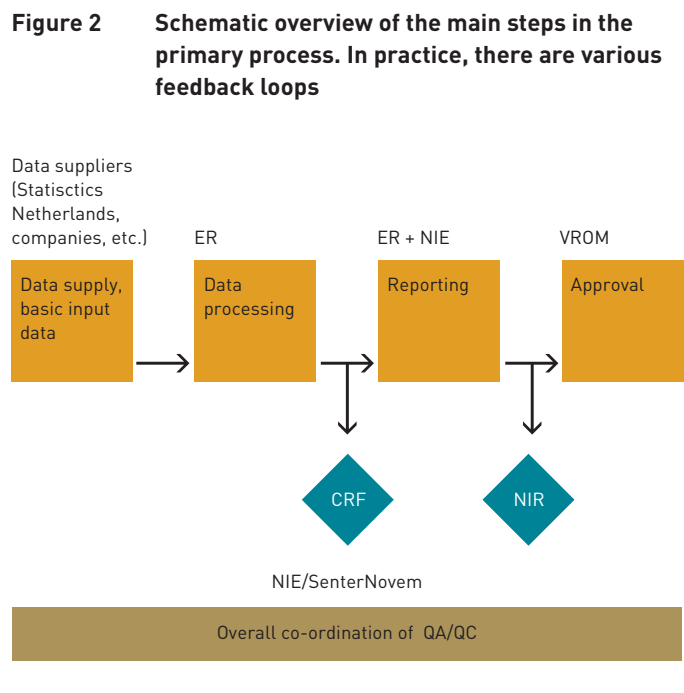 Figure 2 Schematic overview of the main steps in the
primary process. In practice, there are various
feedback loops
Data suppliers
(Statisctics
Netherlands,
companies, etc.)
ER
ER + NIE
VROM
Data supply,
basic input
data
Data
processing
Reporting
Approval
CRF
NIR
NIE/SenterNovem
Overall co-ordination of QA/QC